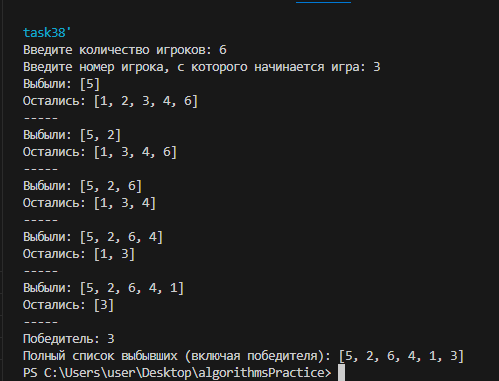 task38'
Введите количество игроков: 6
Введите номер игрока, с которого начинается игра: 3
Выбыли: [5]
Остались: [1, 2, 3, 4, 6]
-----
Выбыли: [5, 2]
Остались: [1, 3, 4, 6]
-----
Выбыли: [5, 2, 6]
Остались: [1, 3, 4]
-----
Выбыли: [5, 2, 6, 4]
Остались: [1, 3]
-----
Выбыли: [5, 2, 6, 4, 1]
Остались: [3]
-----
Победитель: 3
Полный список выбывших (включая победителя): [5, 2, 6, 4, 1, 3]
PS C:\Users\user\Desktop\algorithmsPractice>